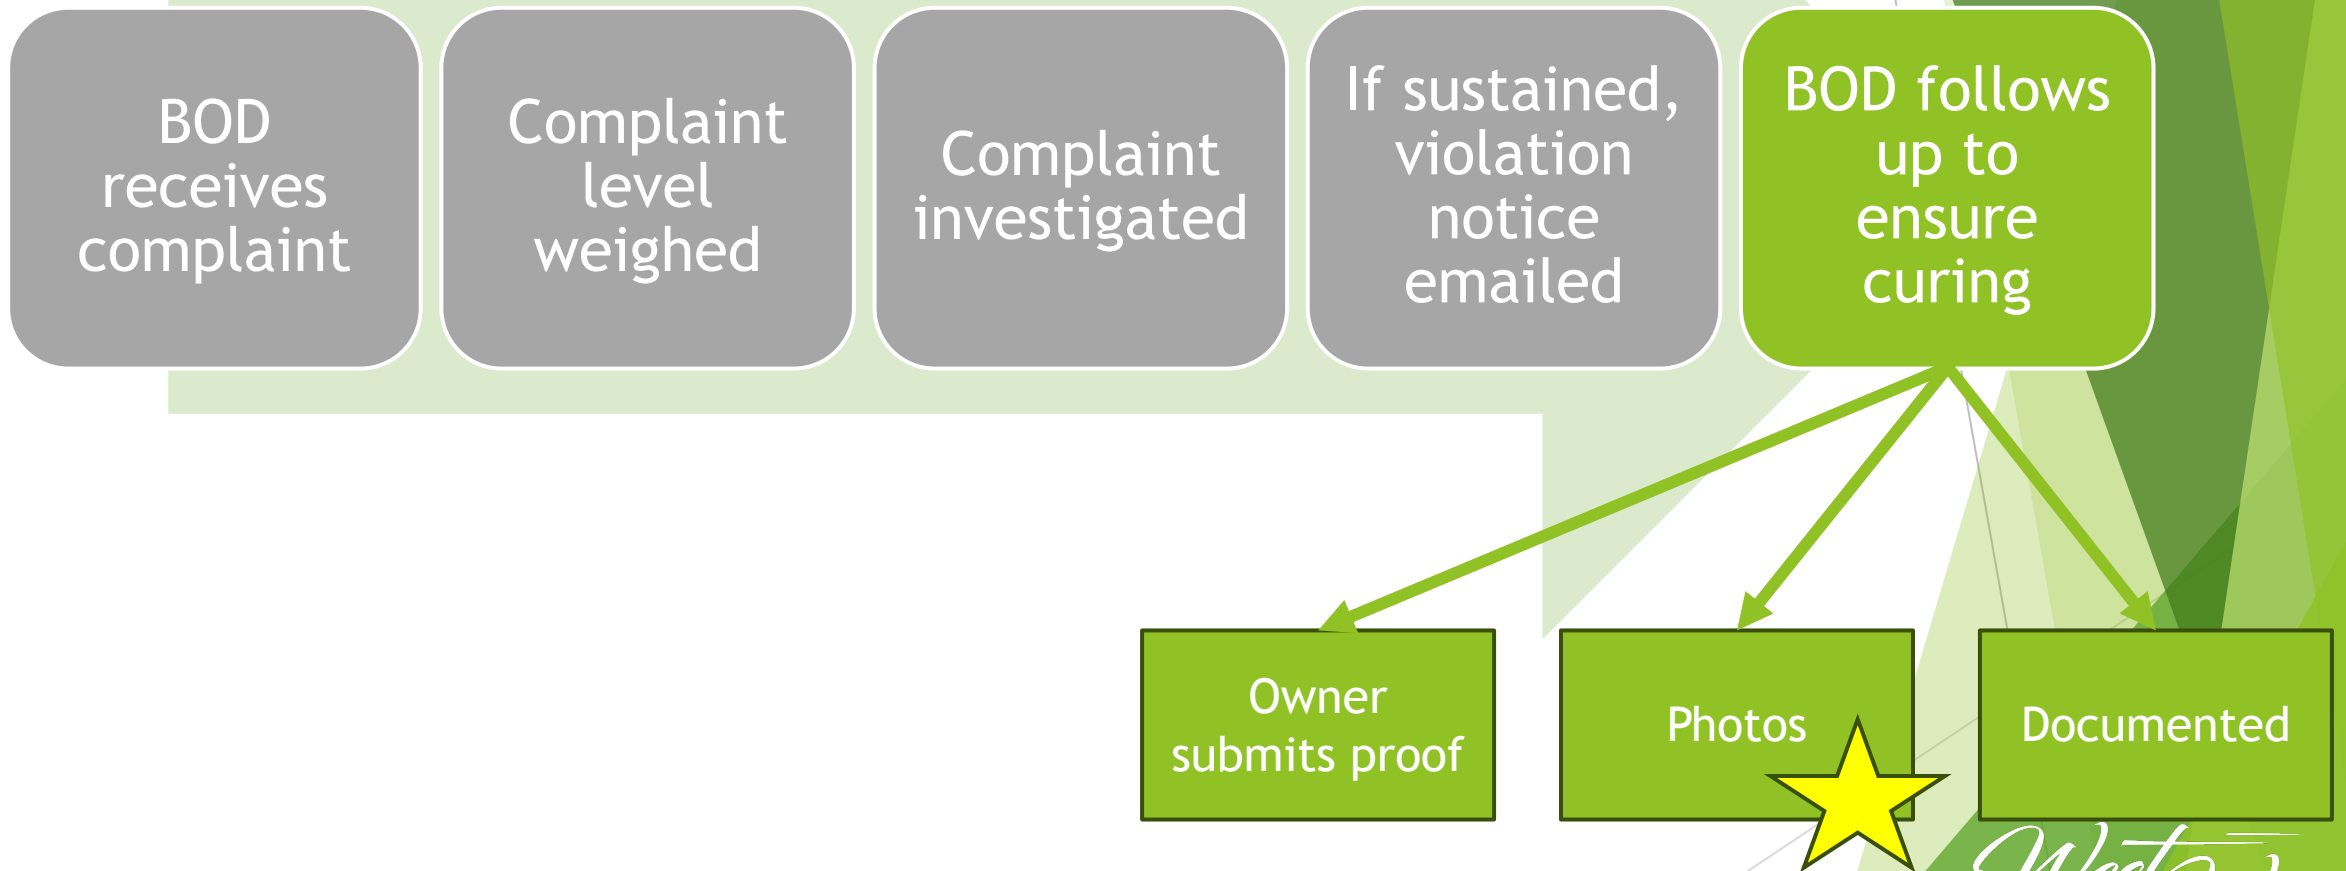 BOD
receives
complaint
Complaint
level
weighed
Complaint
investigated
If sustained,
violation
notice
emailed
BOD follows
up to
ensure
curing
Owner
submits proof
Photos
Documented